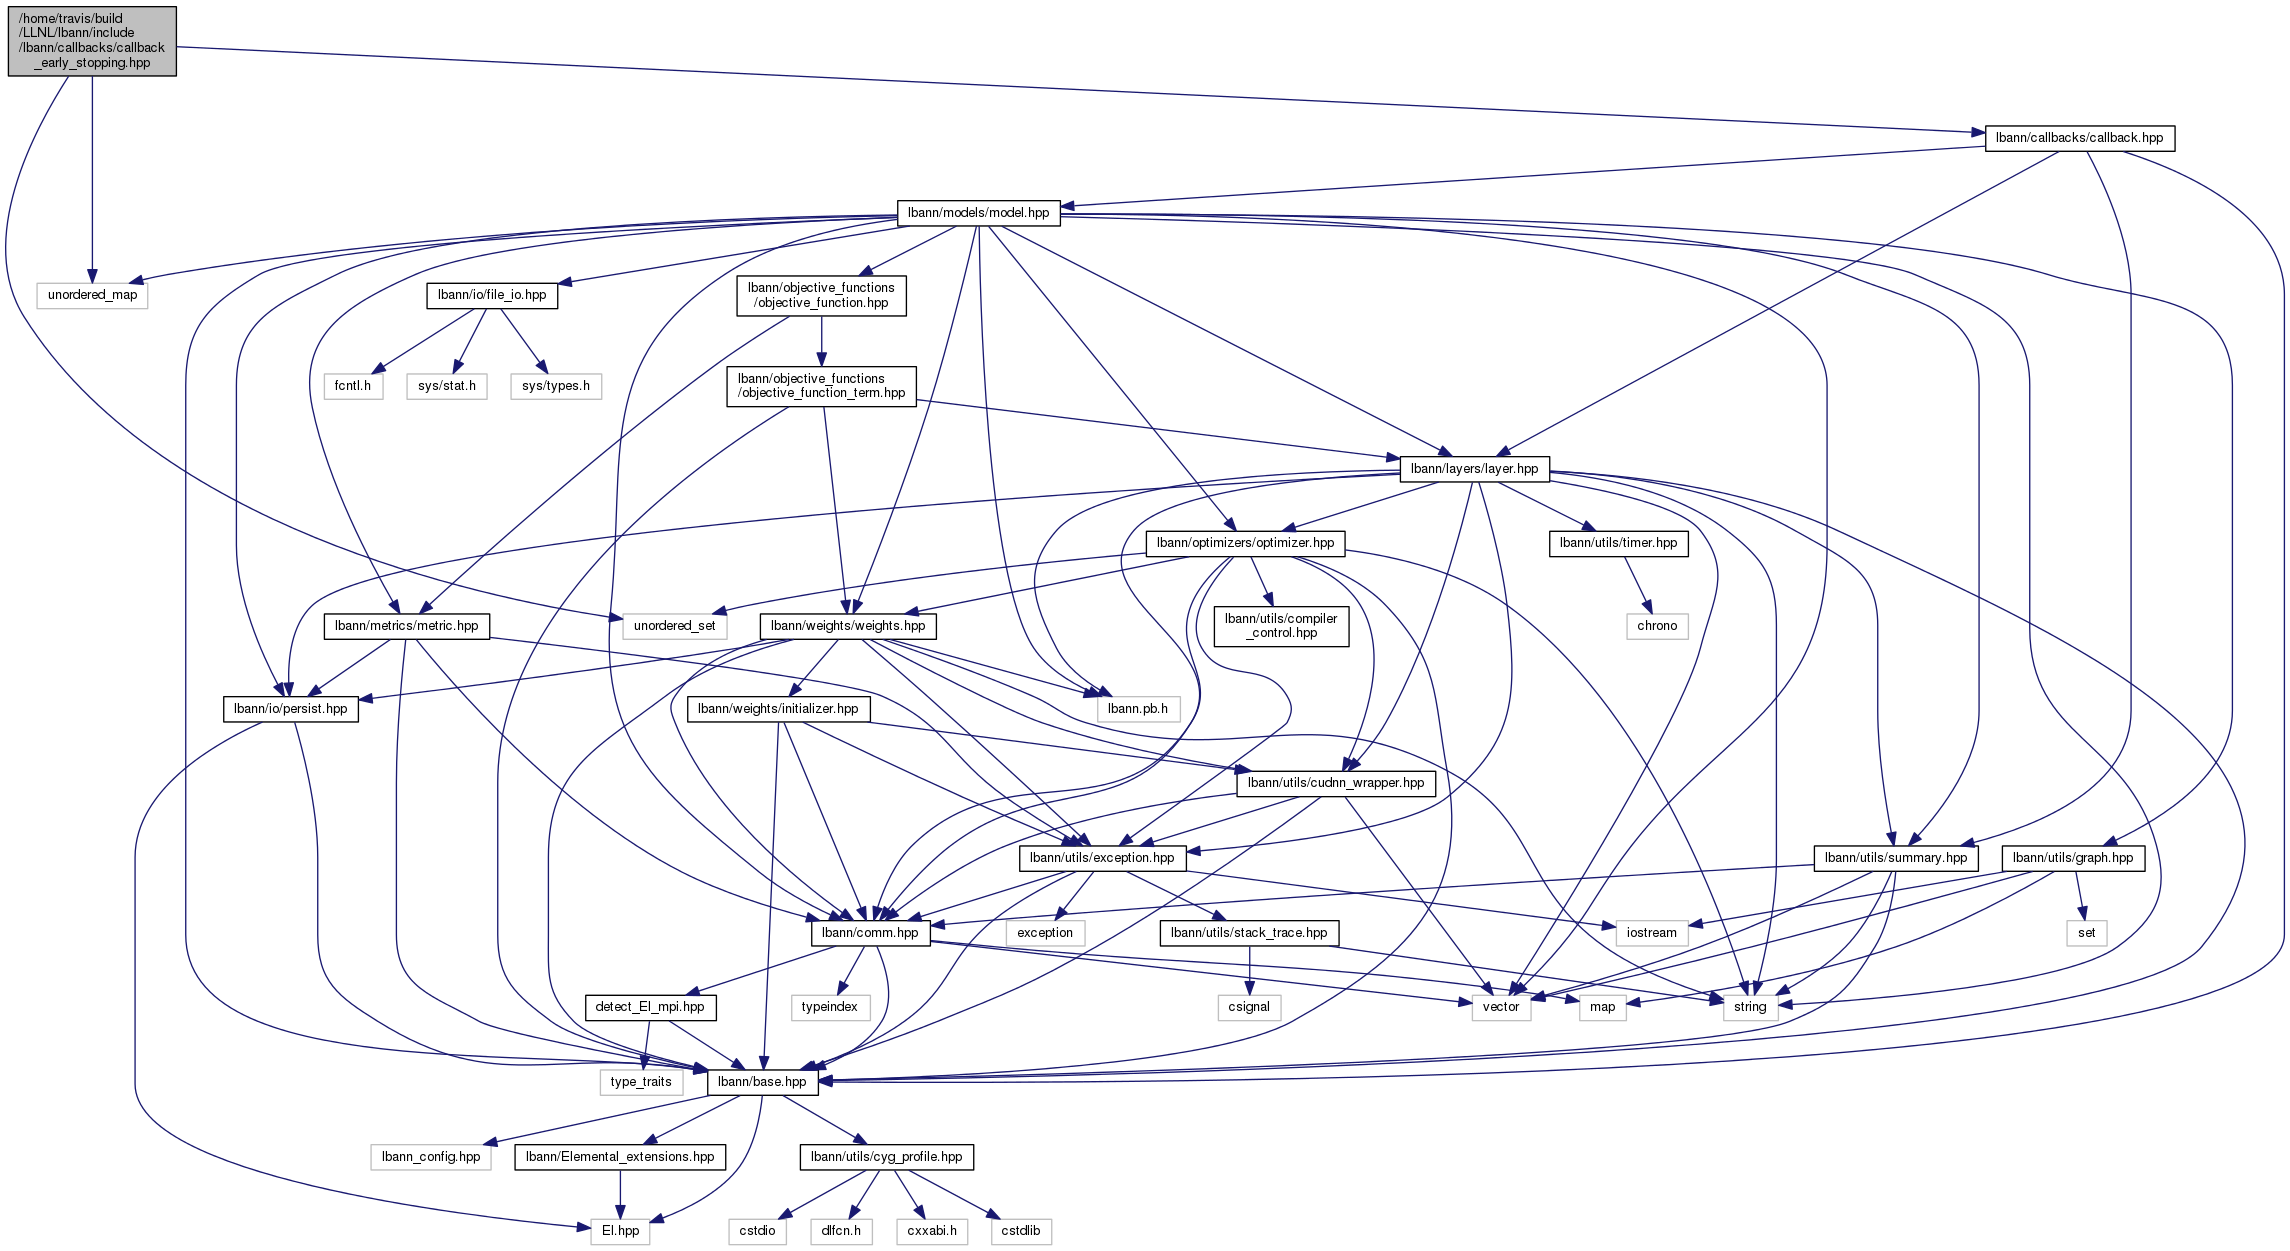 /home/travis/build
/LLNL/lbann/include
/lbann/callbacks/callback
_early_stopping.hpp
lbann/callbacks/callback.hpp
lbann/models/model.hpp
unordered_map
lbann/io/file_io.hpp
lbann/objective_functions
/objective_function.hpp
fcntl.h
sys/stat.h
sys/types.h
lbann/objective_functions
/objective_function_term.hpp
lbann/layers/layer.hpp
lbann/optimizers/optimizer.hpp
lbann/utils/timer.hpp
lbann/metrics/metric.hpp
unordered_set
lbann/weights/weights.hpp
lbann/utils/compiler
_control.hpp
chrono
lbann/io/persist.hpp
lbann/weights/initializer.hpp
lbann.pb.h
lbann/utils/cudnn_wrapper.hpp
lbann/utils/exception.hpp
lbann/utils/summary.hpp
lbann/utils/graph.hpp
lbann/comm.hpp
exception
lbann/utils/stack_trace.hpp
iostream
set
detect_El_mpi.hpp
typeindex
csignal
vector
map
string
type_traits
lbann/base.hpp
lbann_config.hpp
lbann/Elemental_extensions.hpp
lbann/utils/cyg_profile.hpp
El.hpp
cstdio
dlfcn.h
cxxabi.h
cstdlib